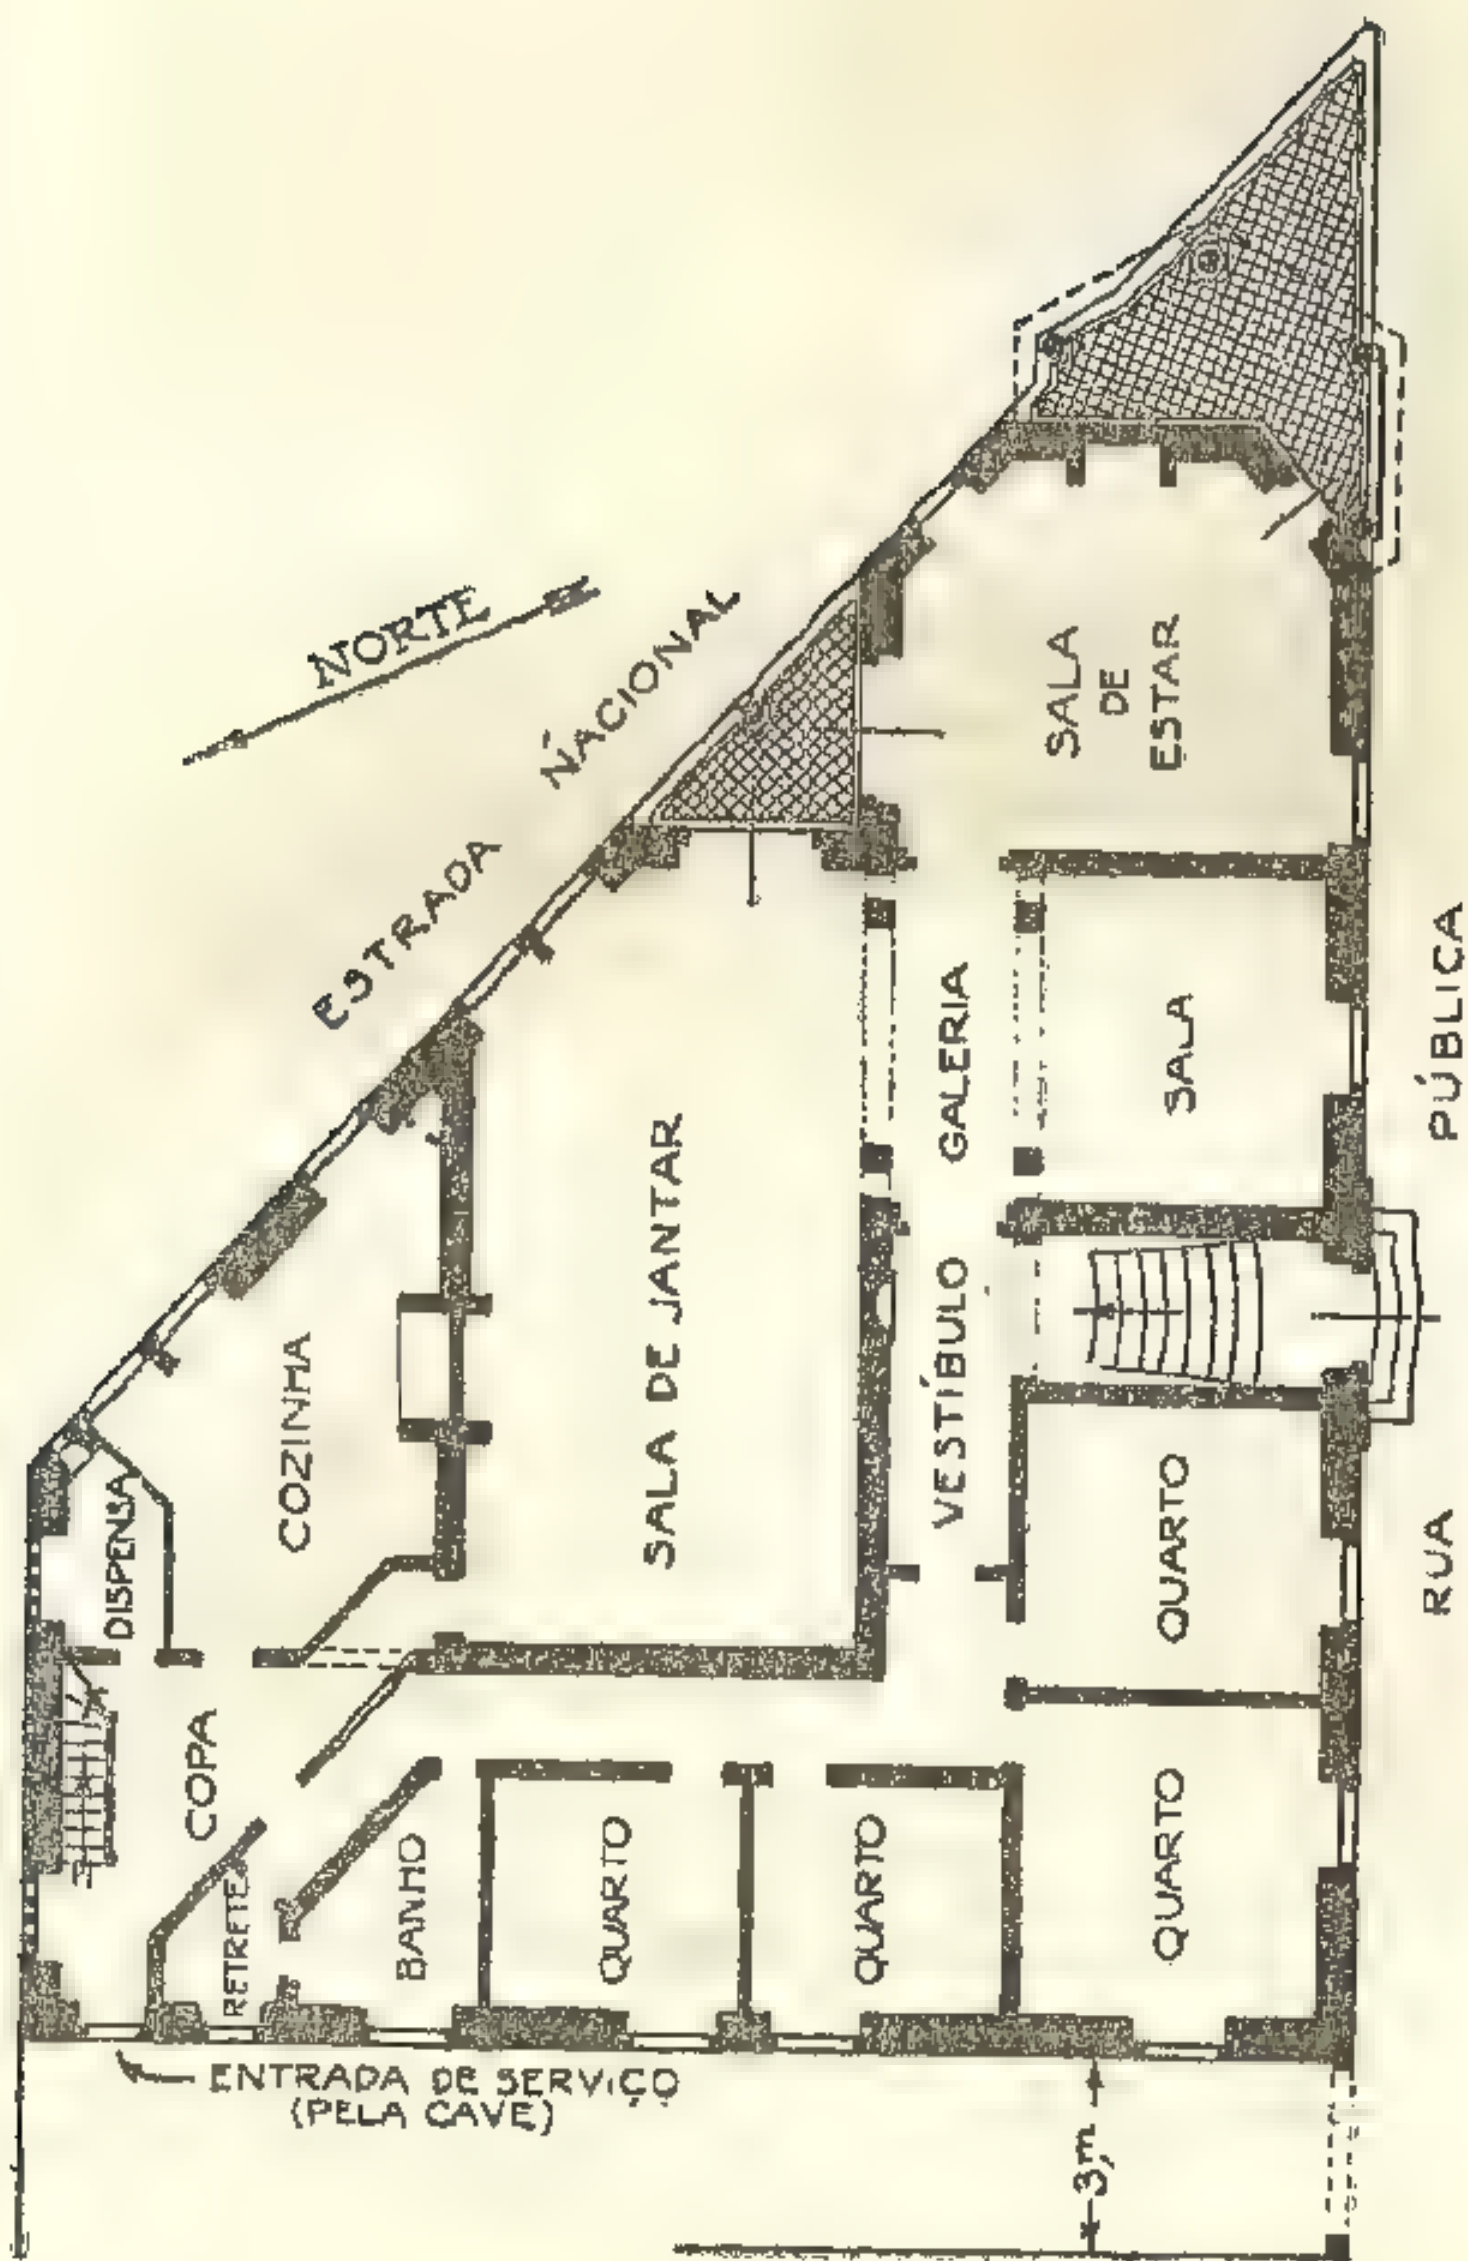 NORTE
ESTRADA NACIONAL
SALA
DE
ESTAR
SALA
GALERIA
SALA DE JANTAR
COZINHA
VESTÍBULO
DISPENSA
COPA
RETRETE
BANHO
QUARTO
QUARTO
QUARTO
QUARTO
RUA PÚBLICA
ENTRADA DE SERVIÇO
(PELA CAVE)
3,m